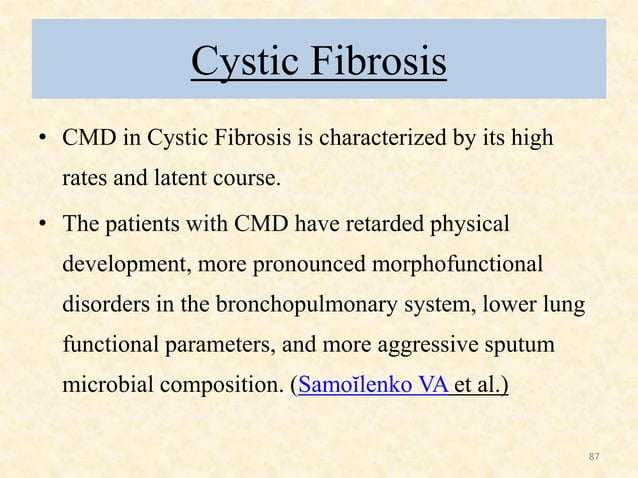 Cystic Fibrosis
• CMD in Cystic Fibrosis is characterized by its high
rates and latent course.
• The patients with CMD have retarded physical
development, more pronounced morphofunctional
disorders in the bronchopulmonary system, lower lung
functional parameters, and more aggressive sputum
microbial composition. (Samoĭlenko VA et al.)
87